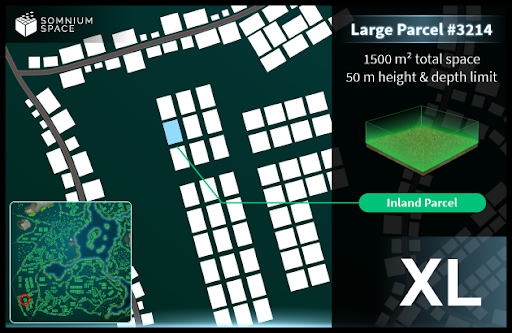 SOMNIUM
SPACE
Large Parcel #3214
1500 m² total space
50 m height & depth limit
Inland Parcel
XL